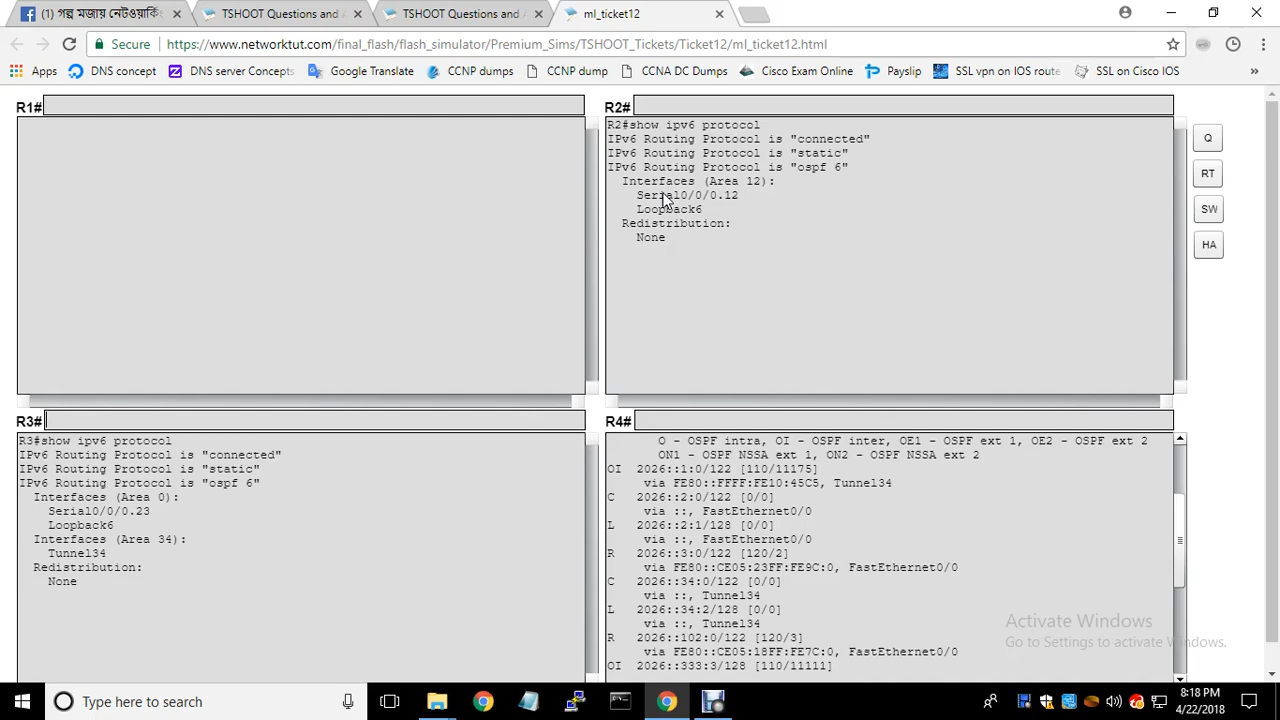 (1) গল্প মজায় নেটওয়ার্কিং
TSHOOT Questions and A
TSHOOT Questions and A
ml_ticket12
Secure
https://www.networktut.com/final_flash/flash_simulator/Premium_Sims/TSHOOT_Tickets/Ticket12/ml_ticket12.html
Apps
DNS concept
DNS server Concepts
Google Translate
CCNP dumps
CCNP dump
CCNA DC Dumps
Cisco Exam Online
Payslip
SSL vpn on IOS route
SSL on Cisco IOS
R1#
R2#
R2#show ipv6 protocol
IPv6 Routing Protocol is "connected"
IPv6 Routing Protocol is "static"
IPv6 Routing Protocol is "ospf 6"
Interfaces (Area 12):
Serial0/0/0.12
Loopback6
Redistribution:
None
Q
RT
SW
HA
R3#
R3#show ipv6 protocol
IPv6 Routing Protocol is "connected"
IPv6 Routing Protocol is "static"
IPv6 Routing Protocol is "ospf 6"
Interfaces (Area 0):
Serial0/0/0.23
Loopback6
Interfaces (Area 34):
Tunnel34
Redistribution:
None
R4#
O - OSPF intra, OI - OSPF inter, OE1 - OSPF ext 1, OE2 - OSPF ext 2
ON1 - OSPF NSSA ext 1, ON2 - OSPF NSSA ext 2
OI 2026::1:0/122 [110/11175]
via FE80::FFFF:FE10:45C5, Tunnel34
C 2026::2:0/122 [0/0]
via ::, FastEthernet0/0
L 2026::2:1/128 [0/0]
via ::, FastEthernet0/0
R 2026::3:0/122 [120/2]
via FE80::CE05:23FF:FE9C:0, FastEthernet0/0
C 2026::34:0/122 [0/0]
via ::, Tunnel34
L 2026::34:2/128 [0/0]
via ::, Tunnel34
R 2026::102:0/122 [120/3]
via FE80::CE05:18FF:FE7C:0, FastEthernet0/0
OI 2026::333:3/128 [110/11111]
Activate Windows
Go to Settings to activate Windows.
Type here to search
8:18 PM
4/22/2018